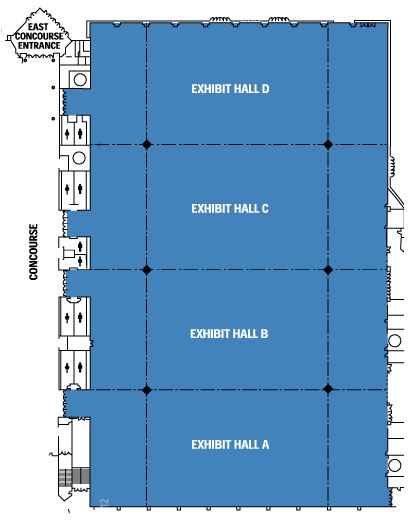 EAST
CONCOURSE
ENTRANCE
EXHIBIT HALL D
EXHIBIT HALL C
CONCOURSE
EXHIBIT HALL B
EXHIBIT HALL A
12